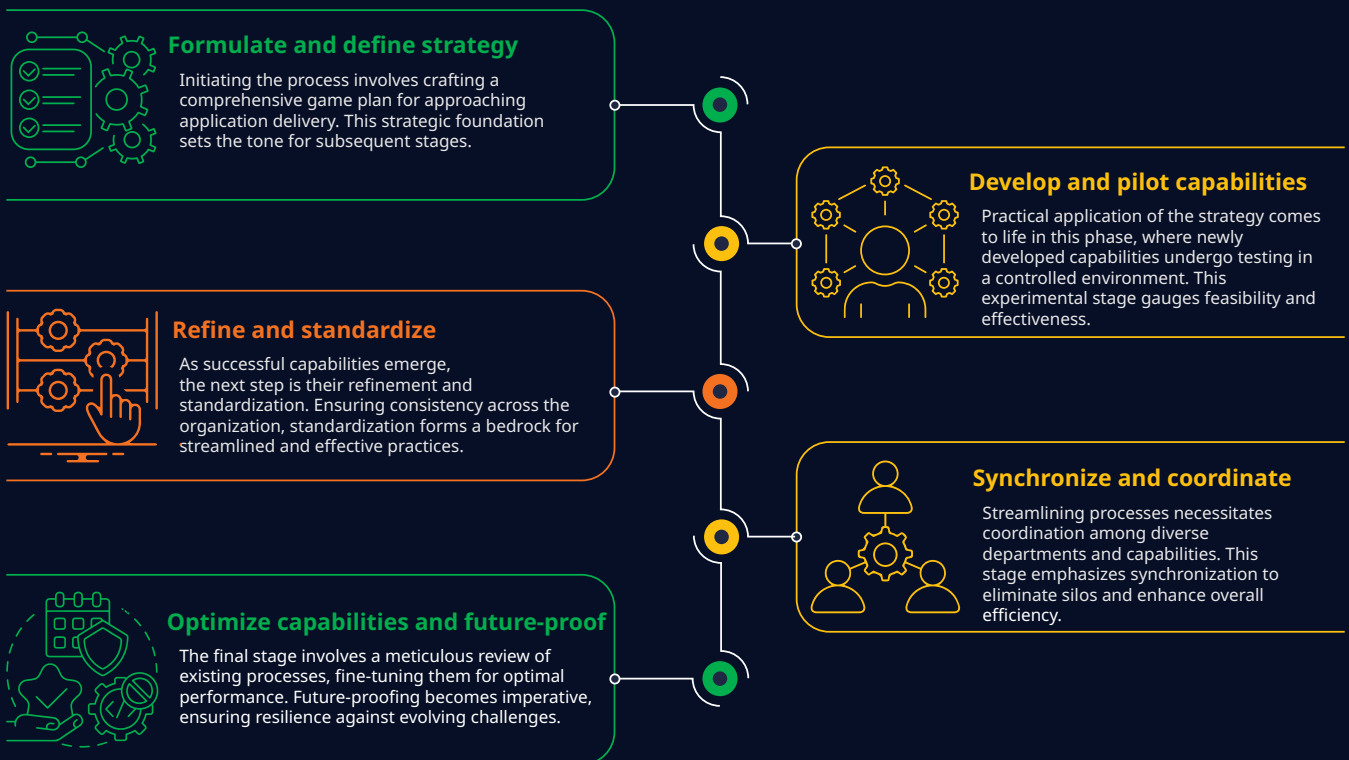 Formulate and define strategy
Initiating the process involves crafting a
comprehensive game plan for approaching
application delivery. This strategic foundation
sets the tone for subsequent stages.
Develop and pilot capabilities
Practical application of the strategy comes
to life in this phase, where newly
developed capabilities undergo testing in
a controlled environment. This
experimental stage gauges feasibility and
effectiveness.
Refine and standardize
As successful capabilities emerge,
the next step is their refinement and
standardization. Ensuring consistency across the
organization, standardization forms a bedrock for
streamlined and effective practices.
Synchronize and coordinate
Streamlining processes necessitates
coordination among diverse
departments and capabilities. This
stage emphasizes synchronization to
eliminate silos and enhance overall
efficiency.
Optimize capabilities and future-proof
The final stage involves a meticulous review of
existing processes, fine-tuning them for optimal
performance. Future-proofing becomes imperative,
ensuring resilience against evolving challenges.